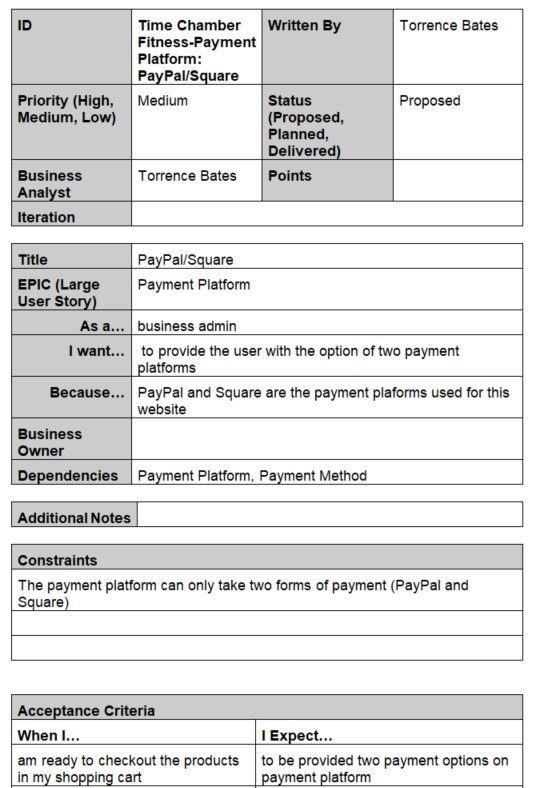 ID
Time Chamber
Fitness-Payment
Platform:
PayPal/Square
Written By
Torrence Bates
Priority (High,
Medium, Low)
Medium
Status
(Proposed,
Planned,
Delivered)
Proposed
Business
Analyst
Torrence Bates
Points
Iteration
Title
PayPal/Square
EPIC (Large
User Story)
Payment Platform
As a…
business admin
I want…
to provide the user with the option of two payment
platforms
Because…
PayPal and Square are the payment plaforms used for this
website
Business
Owner
Dependencies
Payment Platform, Payment Method
Additional Notes
Constraints
The payment platform can only take two forms of payment (PayPal and
Square)
Acceptance Criteria
When I…
I Expect…
am ready to checkout the products
in my shopping cart
to be provided two payment options on
payment platform